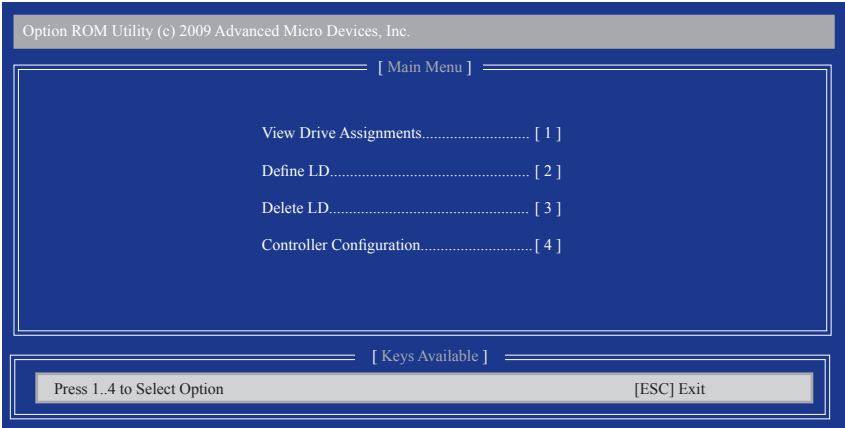 Option ROM Utility (c) 2009 Advanced Micro Devices, Inc.
[ Main Menu ]
View Drive Assignments........................... [ 1 ]
Define LD.................................................. [ 2 ]
Delete LD.................................................. [ 3 ]
Controller Configuration............................[ 4 ]
[ Keys Available ]
Press 1..4 to Select Option [ESC] Exit